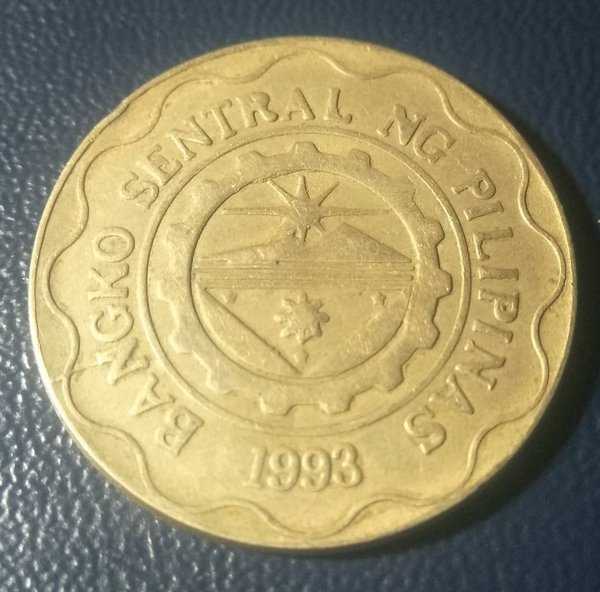 BANGKO SENTRAL NG PILIPINAS
1993